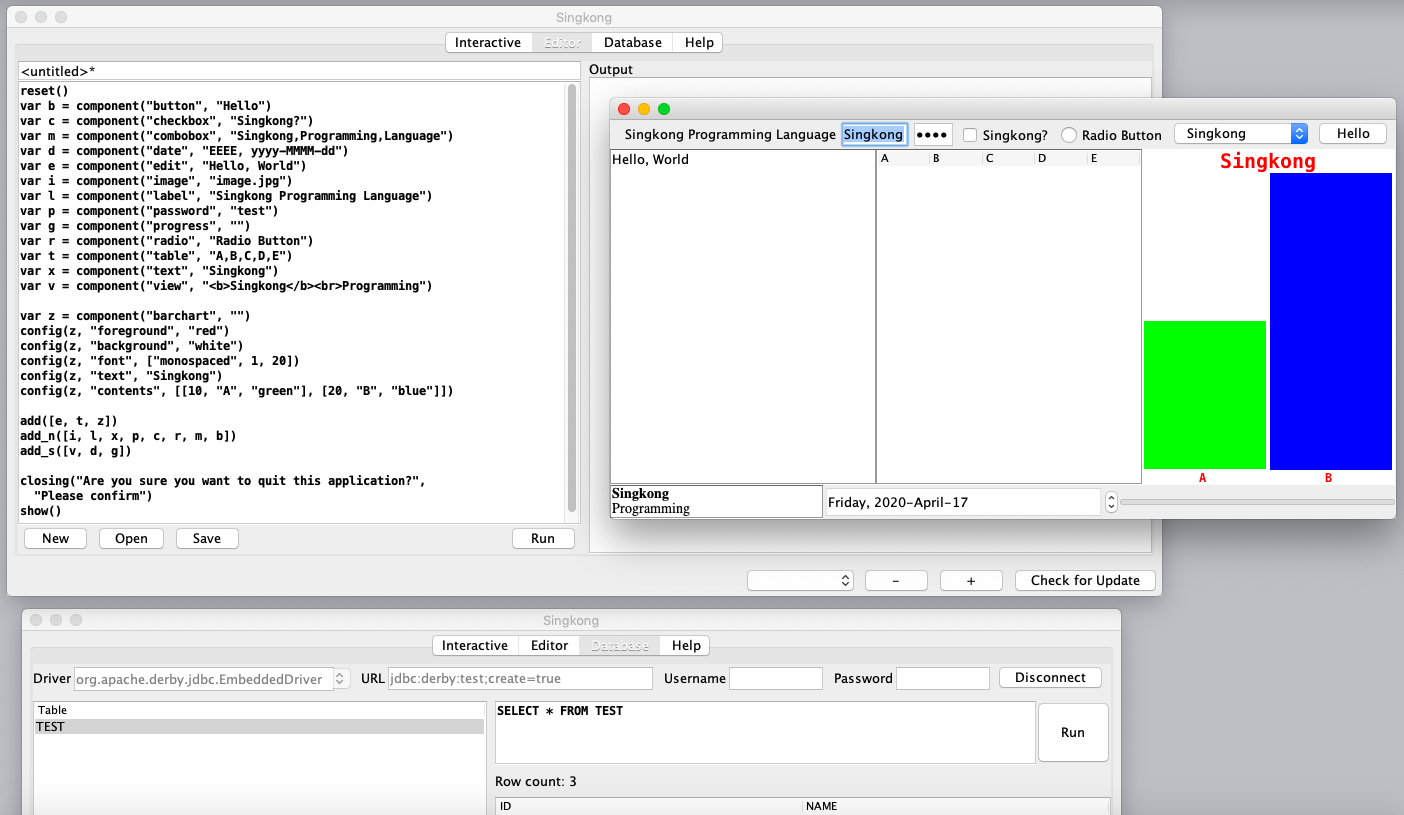 Singkong
Interactive Editor Database Help
<untitled>*
reset()
var b = component("button", "Hello")
var c = component("checkbox", "Singkong?")
var m = component("combobox", "Singkong,Programming,Language")
var d = component("date", "EEEE, yyyy-MMMM-dd")
var e = component("edit", "Hello, World")
var i = component("image", "image.jpg")
var l = component("label", "Singkong Programming Language")
var p = component("password", "test")
var g = component("progress", "")
var r = component("radio", "Radio Button")
var t = component("table", "A,B,C,D,E")
var x = component("text", "Singkong")
var v = component("view", "<b>Singkong</b><br>Programming")
var z = component("barchart", "")
config(z, "foreground", "red")
config(z, "background", "white")
config(z, "font", ["monospaced", 1, 20])
config(z, "text", "Singkong")
config(z, "contents", [[10, "A", "green"], [20, "B", "blue"]])
add([e, t, z])
add_n([i, l, x, p, c, r, m, b])
add_s([v, d, g])
closing("Are you sure you want to quit this application?",
"Please confirm")
show()
New Open Save Run
Output
Singkong Programming Language Singkong •••• Singkong? Radio Button Singkong Hello
Hello, World
A B C D E
Singkong
A B
Singkong
Programming
Friday, 2020-April-17
- + Check for Update
Singkong
Interactive Editor Database Help
Driver org.apache.derby.jdbc.EmbeddedDriver URL jdbc:derby:test;create=true Username Password Disconnect
Table
TEST
SELECT * FROM TEST
Run
Row count: 3
ID NAME